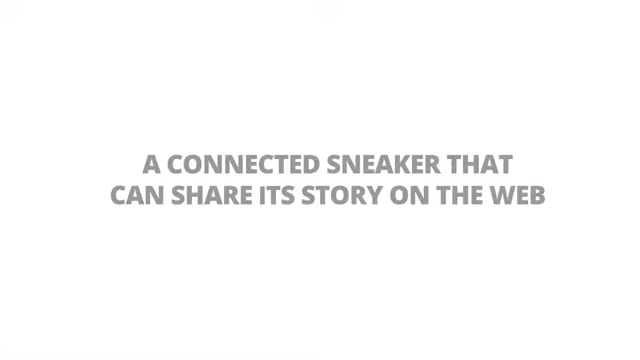 A CONNECTED SNEAKER THAT
CAN SHARE ITS STORY ON THE WEB